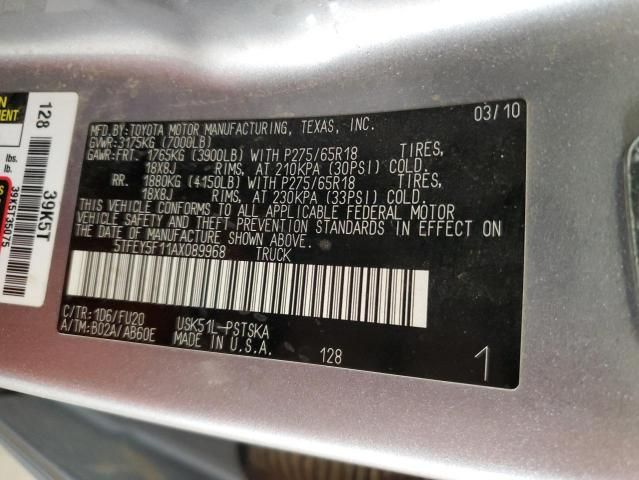 MFD.BY:TOYOTA MOTOR MANUFACTURING, TEXAS, INC. 03/10
GVWR:3175KG (7000LB)
GAWR:FRT. 1765KG (3900LB) WITH P275/65R18 TIRES,
18X8J RIMS, AT 210KPA (30PSI) COLD.
RR. 1880KG (4150LB) WITH P275/65R18 TIRES,
18X8J RIMS, AT 230KPA (33PSI) COLD.
THIS VEHICLE CONFORMS TO ALL APPLICABLE FEDERAL MOTOR
VEHICLE SAFETY AND THEFT PREVENTION STANDARDS IN EFFECT ON
THE DATE OF MANUFACTURE SHOWN ABOVE.
5TFEY5F11AX089968 TRUCK
C/TR:1D6/FU20 USK51L-PSTSKA
A/TM:B02A/AB60E MADE IN U.S.A. 128 1
128 39K5T
lbs.
lbs.
39K5T35075